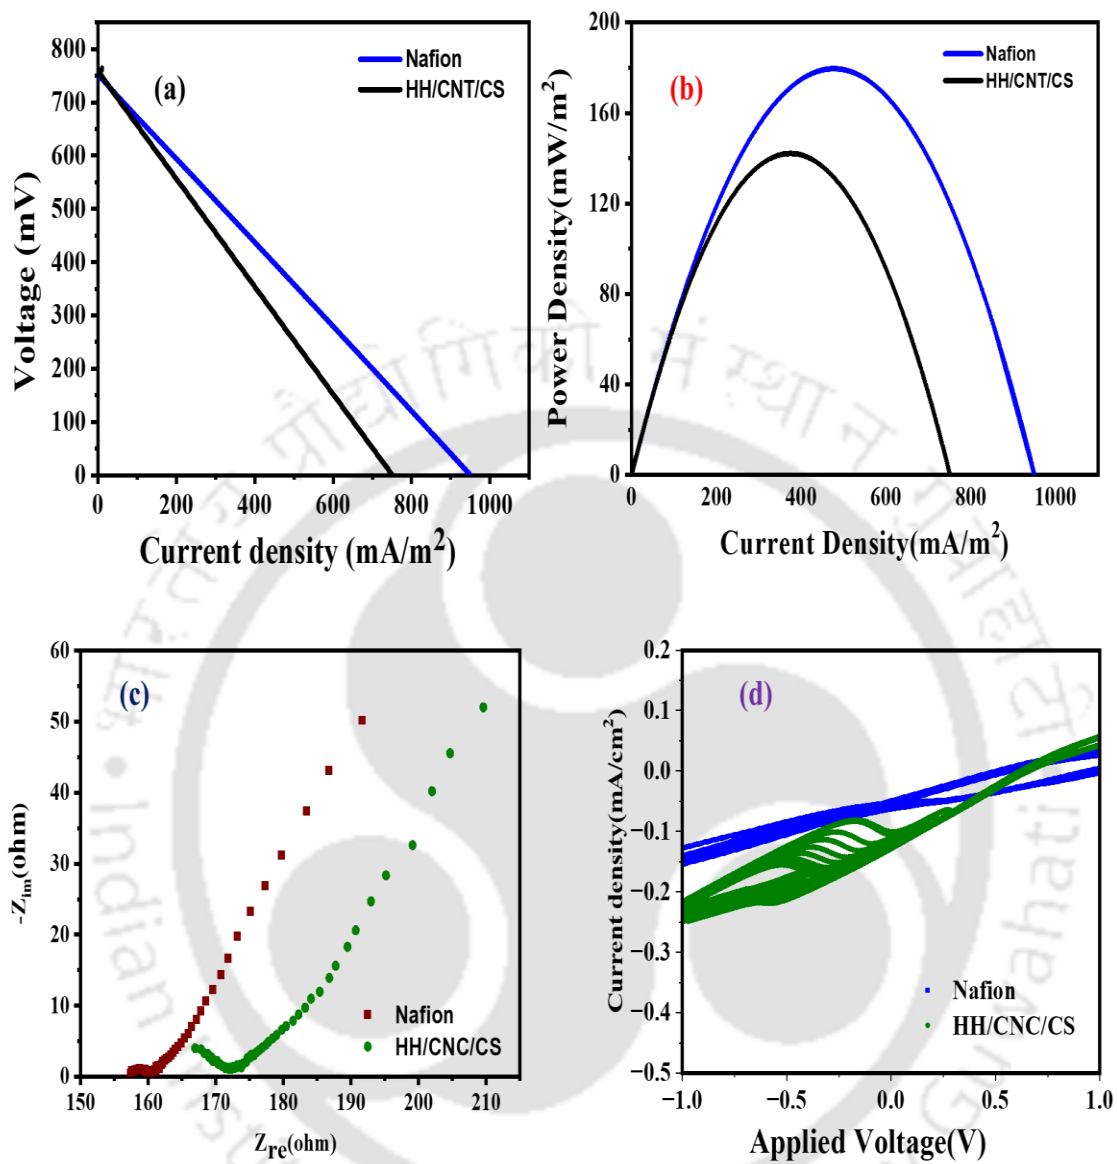 800
700
600
500
400
300
200
100
0
Voltage (mV)
(a)
Nafion
HH/CNT/CS
0 200 400 600 800 1000
Current density (mA/m²)
200
160
120
80
40
0
Power Density(mW/m²)
(b)
Nafion
HH/CNT/CS
0 200 400 600 800 1000
Current Density(mA/m²)
60
50
40
30
20
10
0
-Zim(ohm)
(c)
Nafion
HH/CNC/CS
150 160 170 180 190 200 210
Zre(ohm)
0.2
0.1
0.0
−0.1
−0.2
−0.3
−0.4
−0.5
Current density(mA/cm²)
(d)
Nafion
HH/CNC/CS
−1.0 −0.5 0.0 0.5 1.0
Applied Voltage(V)
Indian
Guwahati